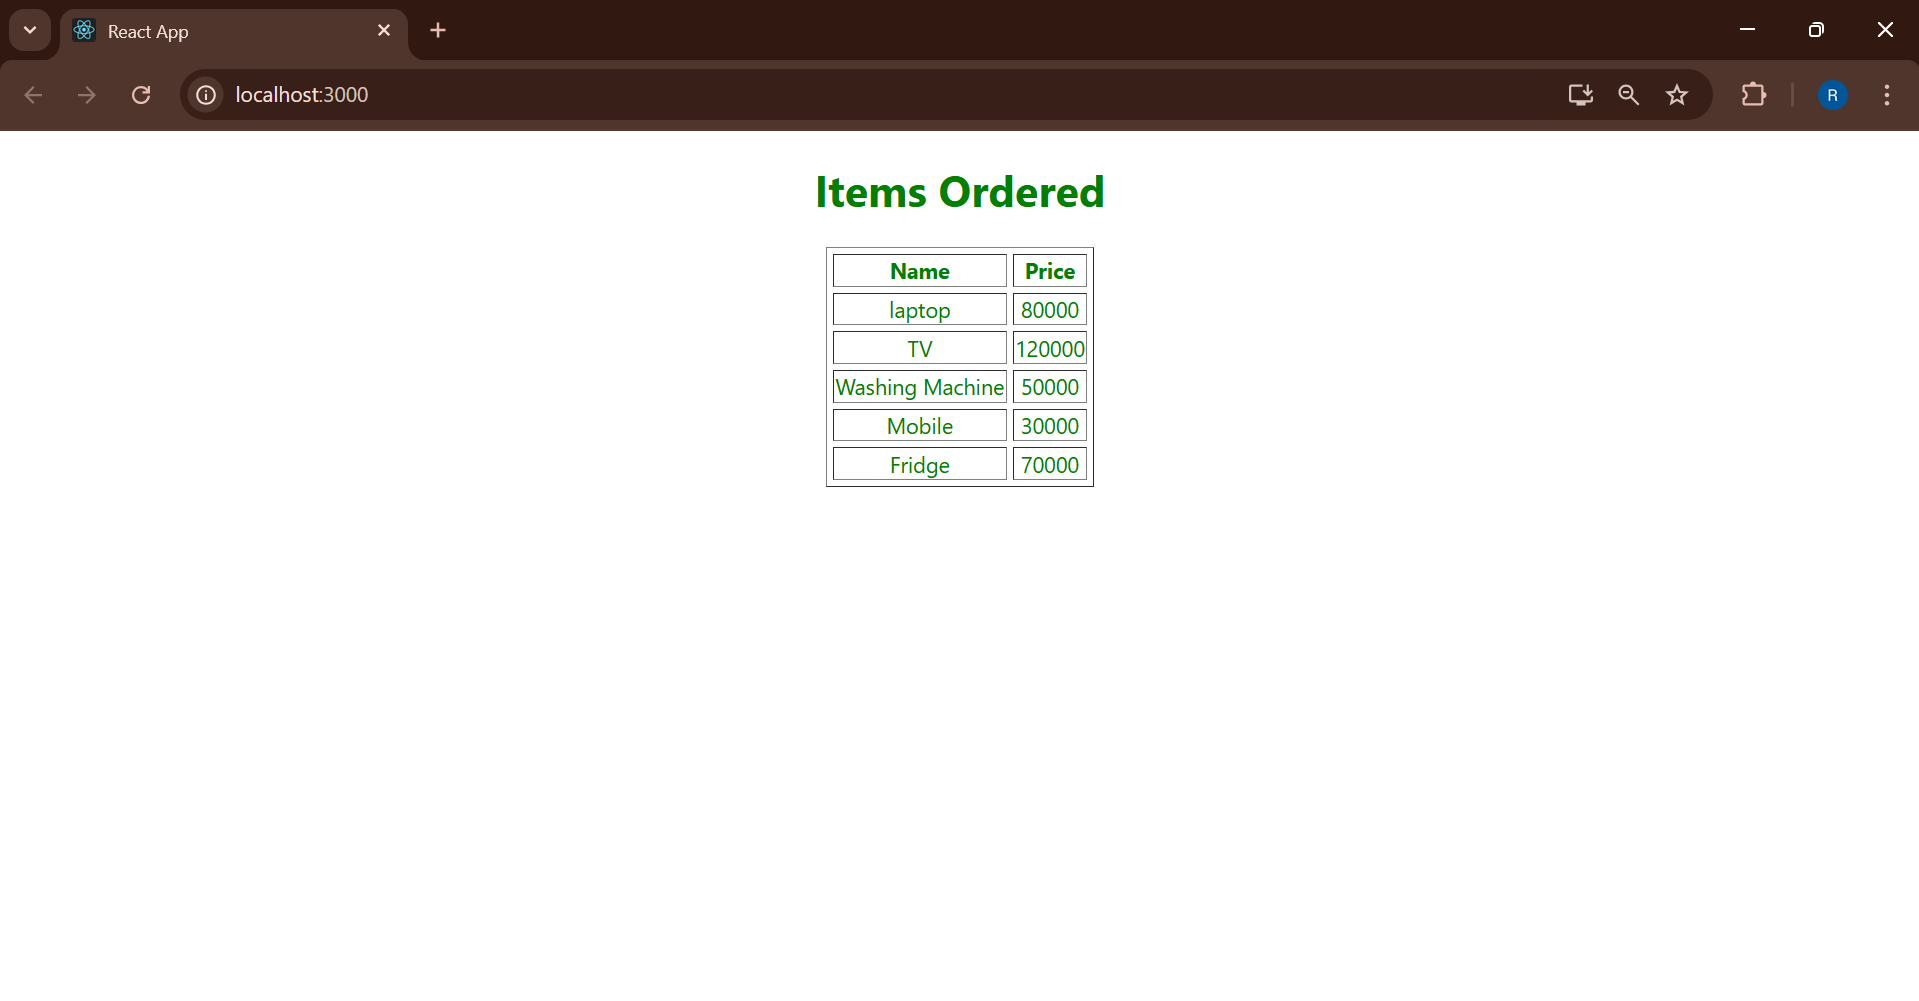 React App
localhost:3000
R
Items Ordered
Name Price
laptop 80000
TV 120000
Washing Machine 50000
Mobile 30000
Fridge 70000